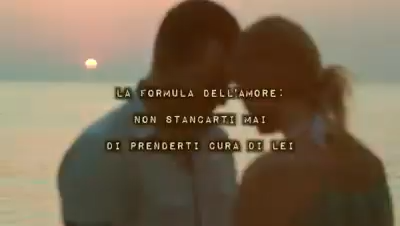 LA FORMULA DELL'AMORE:
NON STANCARTI MAI
DI PRENDERTI CURA DI LEI